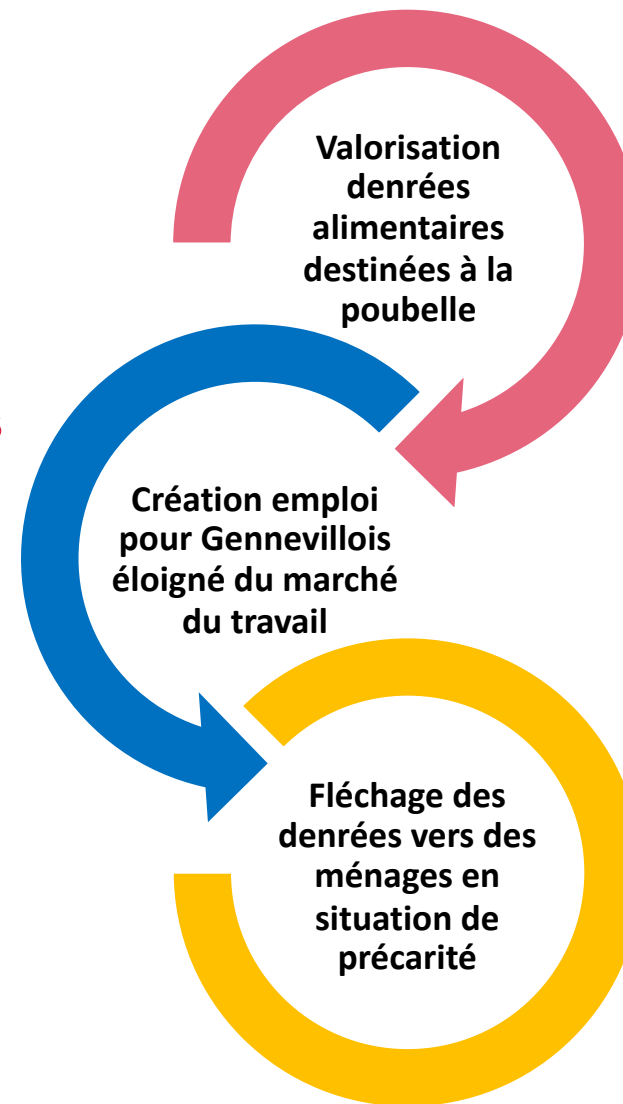 Valorisation
denrées
alimentaires
destinées à la
poubelle
Création emploi
pour Gennevillois
éloigné du marché
du travail
Fléchage des
denrées vers des
ménages en
situation de
précarité